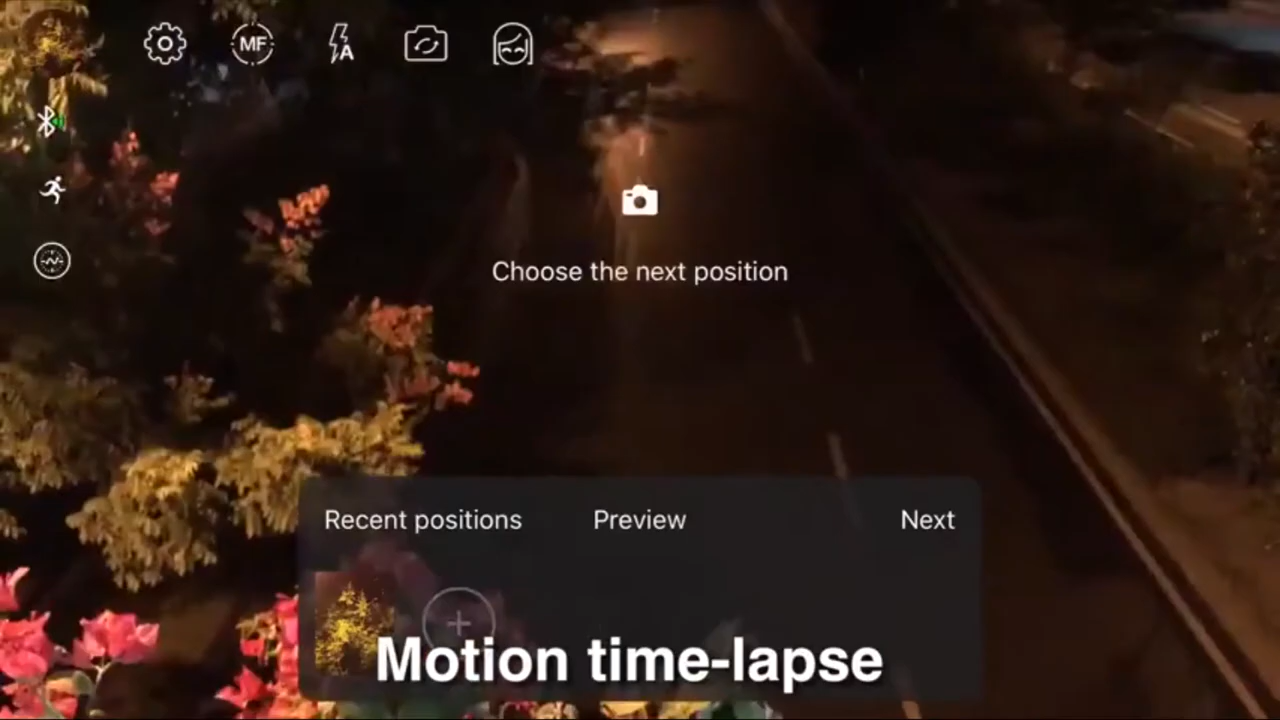 MF
A
Choose the next position
Recent positions
Preview
Next
Motion time-lapse